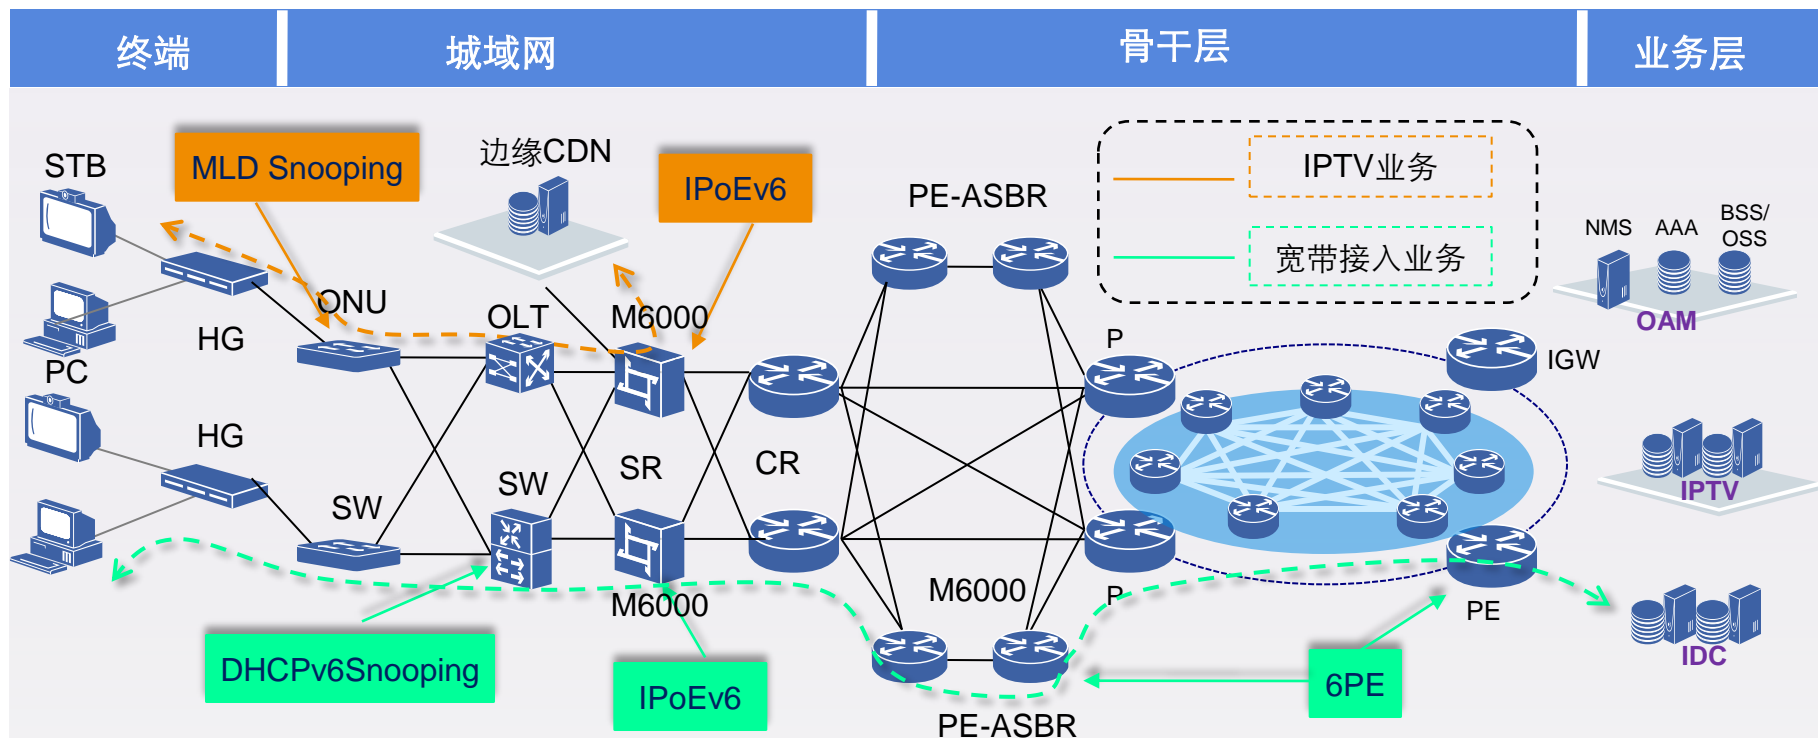 终端
城域网
骨干层
业务层
STB
MLD Snooping
边缘CDN
IPoEv6
PE-ASBR
IPTV业务
宽带接入业务
NMS
AAA
BSS/
OSS
OAM
HG
ONU
OLT
M6000
P
IGW
PC
HG
SW
SW
SR
CR
IPTV
M6000
M6000
P
PE
DHCPv6Snooping
IPoEv6
6PE
IDC
PE-ASBR